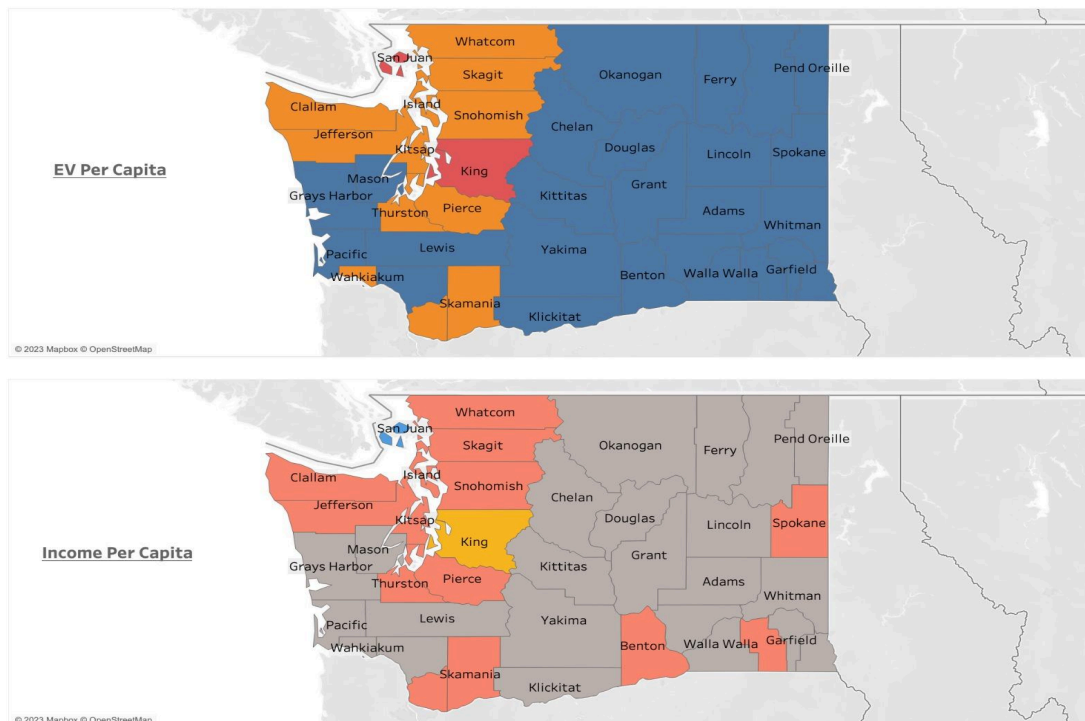 Whatcom
San Juan
Skagit
Okanogan
Ferry
Pend Oreille
Clallam
Island
Snohomish
Jefferson
Chelan
Kitsap
Douglas
Lincoln
Spokane
EV Per Capita
King
Mason
Grant
Grays Harbor
Kittitas
Thurston
Pierce
Adams
Whitman
Pacific
Lewis
Yakima
Wahkiakum
Benton
Walla Walla
Garfield
Skamania
Klickitat
© 2023 Mapbox © OpenStreetMap
Whatcom
San Juan
Skagit
Okanogan
Ferry
Pend Oreille
Clallam
Island
Snohomish
Jefferson
Chelan
Kitsap
Douglas
Lincoln
Spokane
Income Per Capita
King
Mason
Grant
Grays Harbor
Kittitas
Thurston
Pierce
Adams
Whitman
Pacific
Lewis
Yakima
Wahkiakum
Benton
Walla Walla
Garfield
Skamania
Klickitat
© 2023 Mapbox © OpenStreetMap